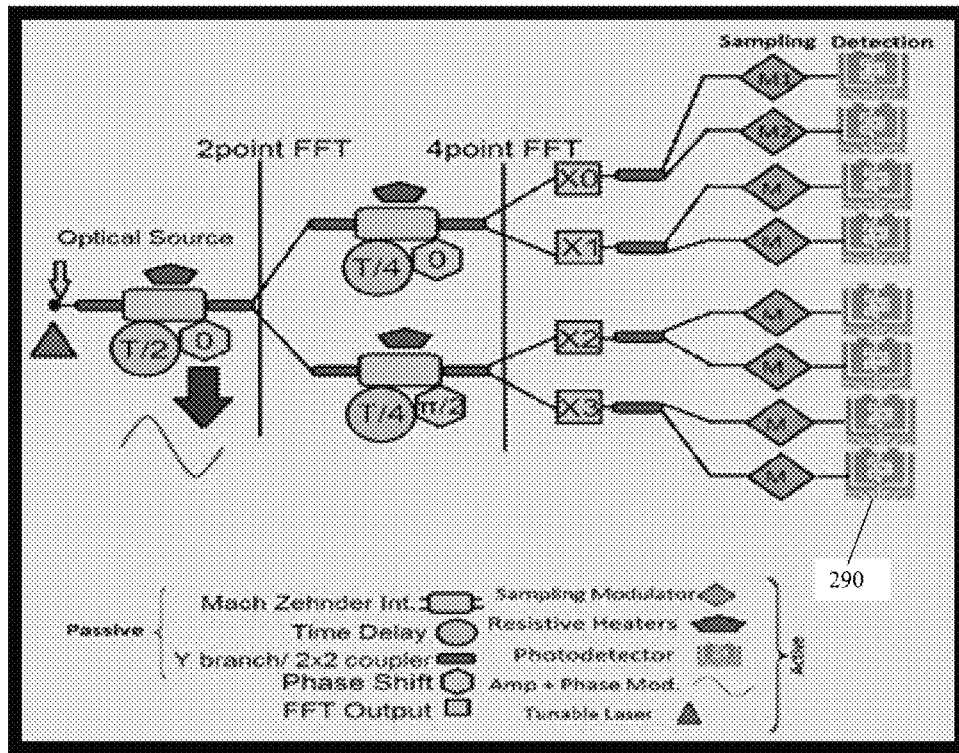 Sampling Detection
M1
M2
2point FFT
4point FFT
X0
M
Optical Source
0
X1
M
T/4
T/2
0
X2
M
M
T/4
π/2
X3
M
M
290
Mach Zehnder Int.
Sampling Modulator
Passive
Time Delay
Resistive Heaters
Active
Y branch/ 2x2 coupler
Photodetector
Phase Shift
Amp + Phase Mod.
FFT Output
Tunable Laser